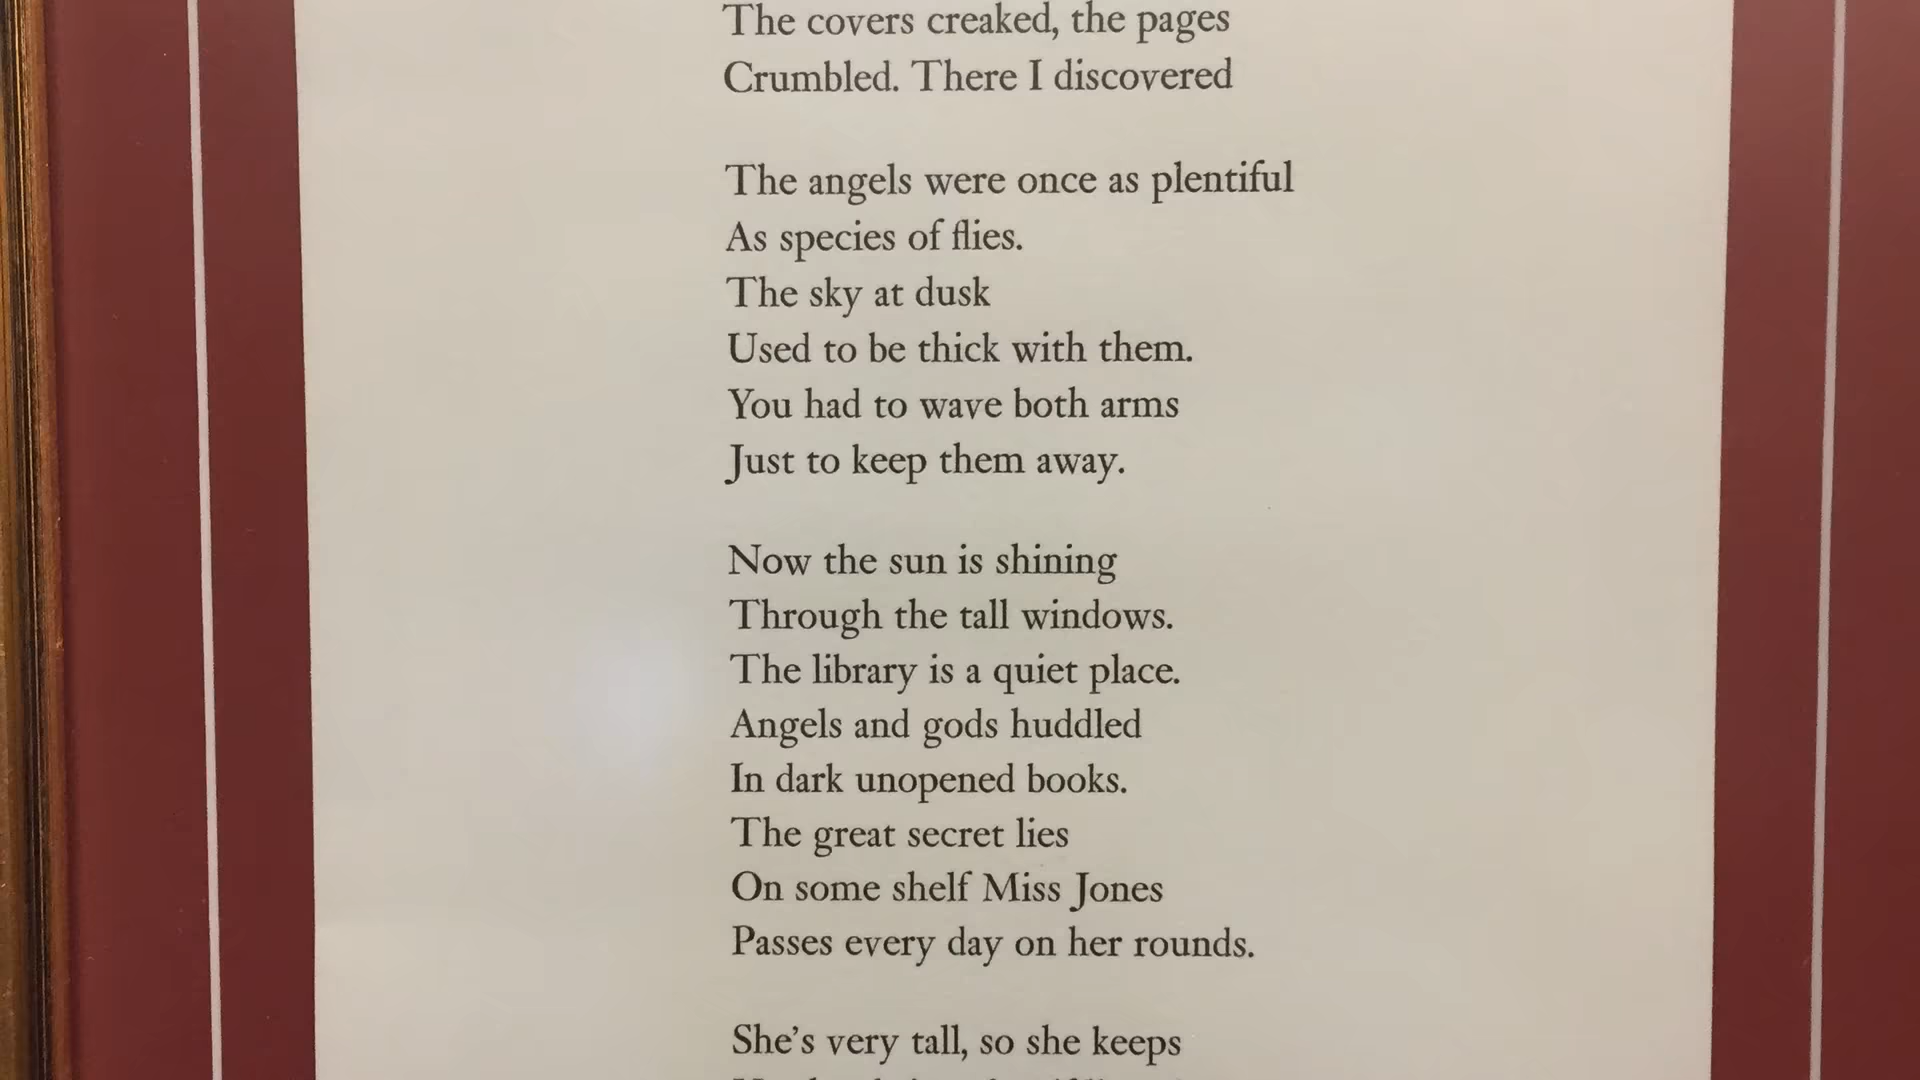 The covers creaked, the pages
Crumbled. There I discovered
The angels were once as plentiful
As species of flies.
The sky at dusk
Used to be thick with them.
You had to wave both arms
Just to keep them away.
Now the sun is shining
Through the tall windows.
The library is a quiet place.
Angels and gods huddled
In dark unopened books.
The great secret lies
On some shelf Miss Jones
Passes every day on her rounds.
She’s very tall, so she keeps